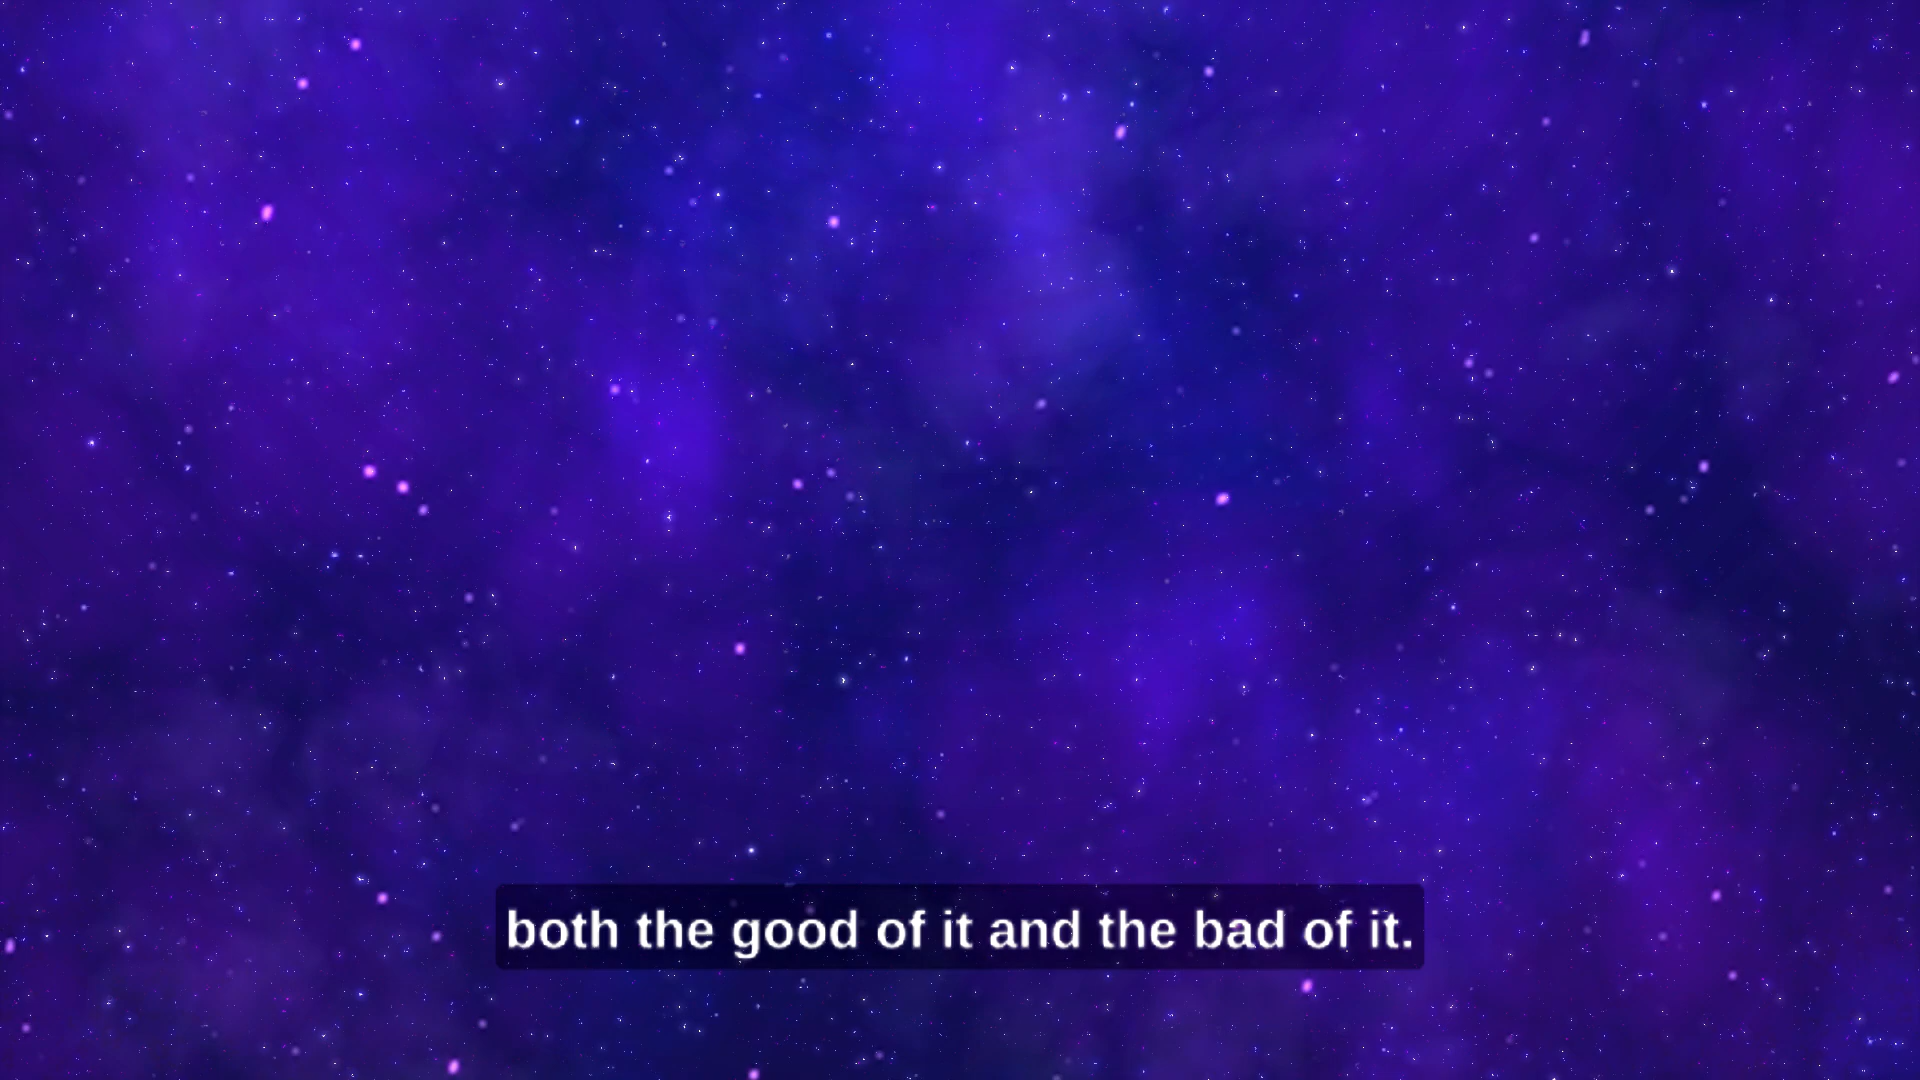 both the good of it and the bad of it.